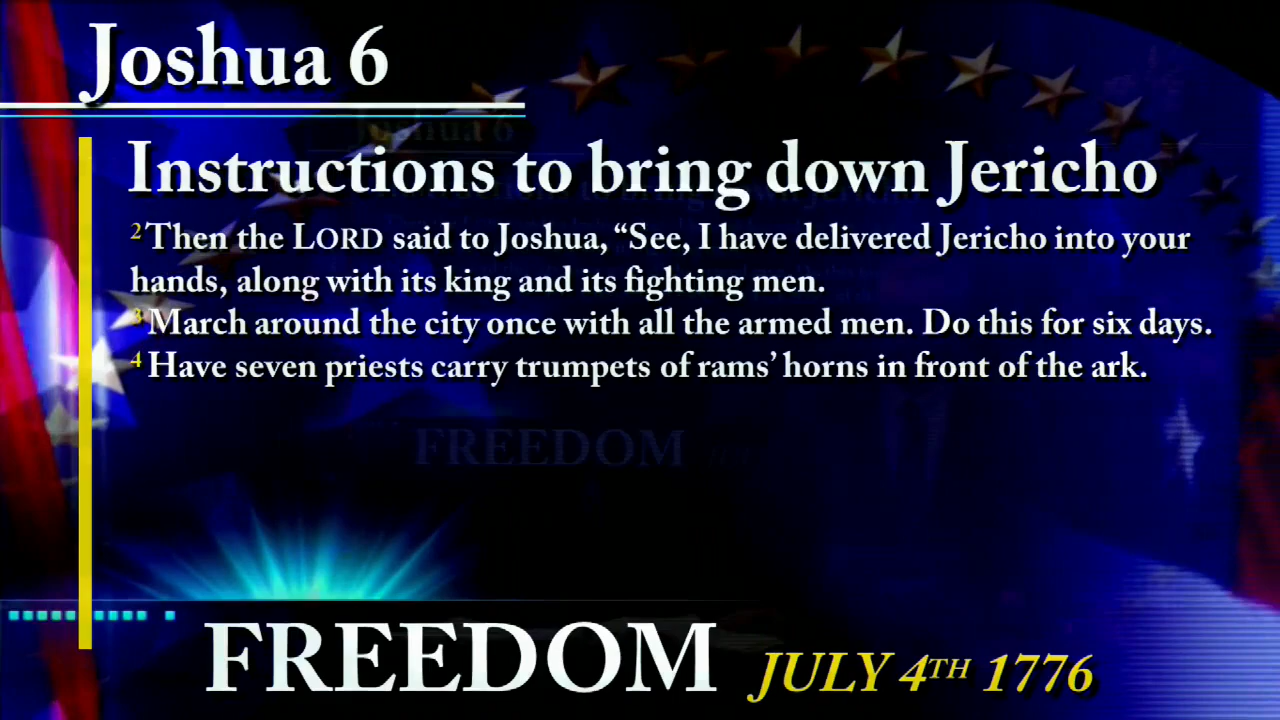 Joshua 6
Instructions to bring down Jericho
2 Then the LORD said to Joshua, “See, I have delivered Jericho into your
hands, along with its king and its fighting men.
3 March around the city once with all the armed men. Do this for six days.
4 Have seven priests carry trumpets of rams’ horns in front of the ark.
FREEDOM
FREEDOM JULY 4TH 1776